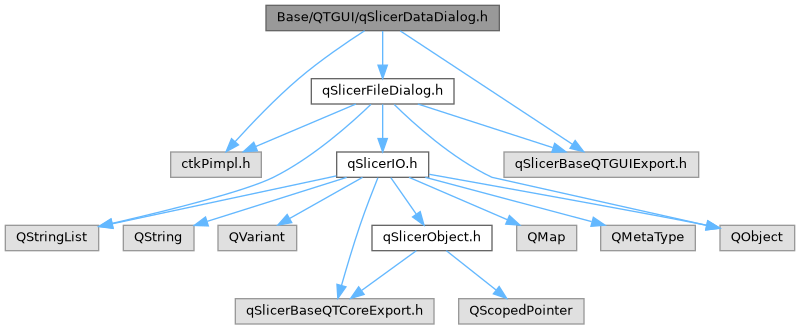 Base/QTGUI/qSlicerDataDialog.h
qSlicerFileDialog.h
ctkPimpl.h
qSlicerIO.h
qSlicerBaseQTGUIExport.h
QStringList
QString
QVariant
qSlicerObject.h
QMap
QMetaType
QObject
qSlicerBaseQTCoreExport.h
QScopedPointer